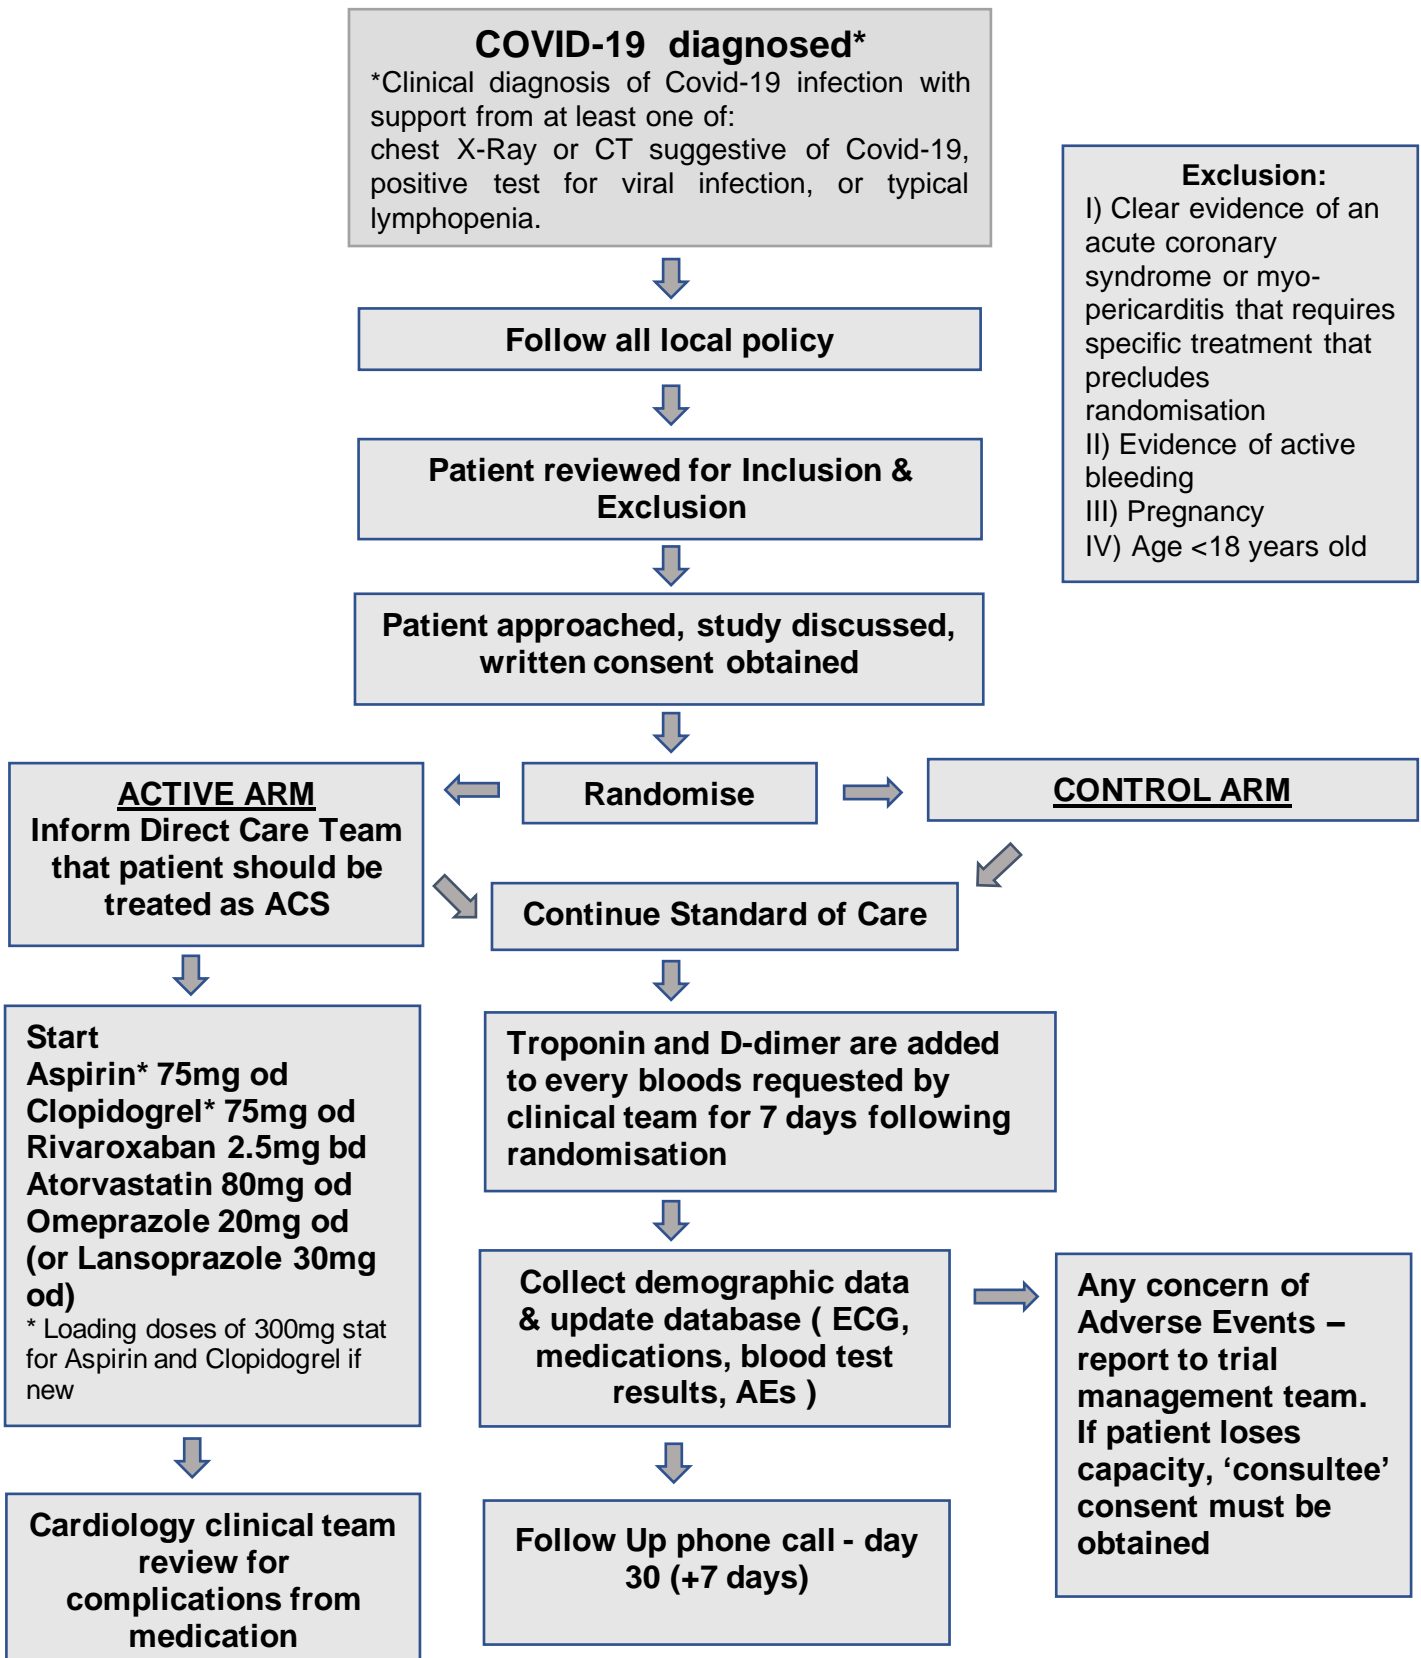 COVID-19 diagnosed*
*Clinical diagnosis of Covid-19 infection with
support from at least one of:
chest X-Ray or CT suggestive of Covid-19,
positive test for viral infection, or typical
lymphopenia.
Exclusion:
I) Clear evidence of an
acute coronary
syndrome or myo-
pericarditis that requires
specific treatment that
precludes
randomisation
II) Evidence of active
bleeding
III) Pregnancy
IV) Age <18 years old
Follow all local policy
Patient reviewed for Inclusion &
Exclusion
Patient approached, study discussed,
written consent obtained
Randomise
ACTIVE ARM
Inform Direct Care Team
that patient should be
treated as ACS
CONTROL ARM
Continue Standard of Care
Start
Aspirin* 75mg od
Clopidogrel* 75mg od
Rivaroxaban 2.5mg bd
Atorvastatin 80mg od
Omeprazole 20mg od
(or Lansoprazole 30mg
od)
* Loading doses of 300mg stat
for Aspirin and Clopidogrel if
new
Troponin and D-dimer are added
to every bloods requested by
clinical team for 7 days following
randomisation
Collect demographic data
& update database ( ECG,
medications, blood test
results, AEs )
Any concern of
Adverse Events –
report to trial
management team.
If patient loses
capacity, ‘consultee’
consent must be
obtained
Cardiology clinical team
review for
complications from
medication
Follow Up phone call - day
30 (+7 days)